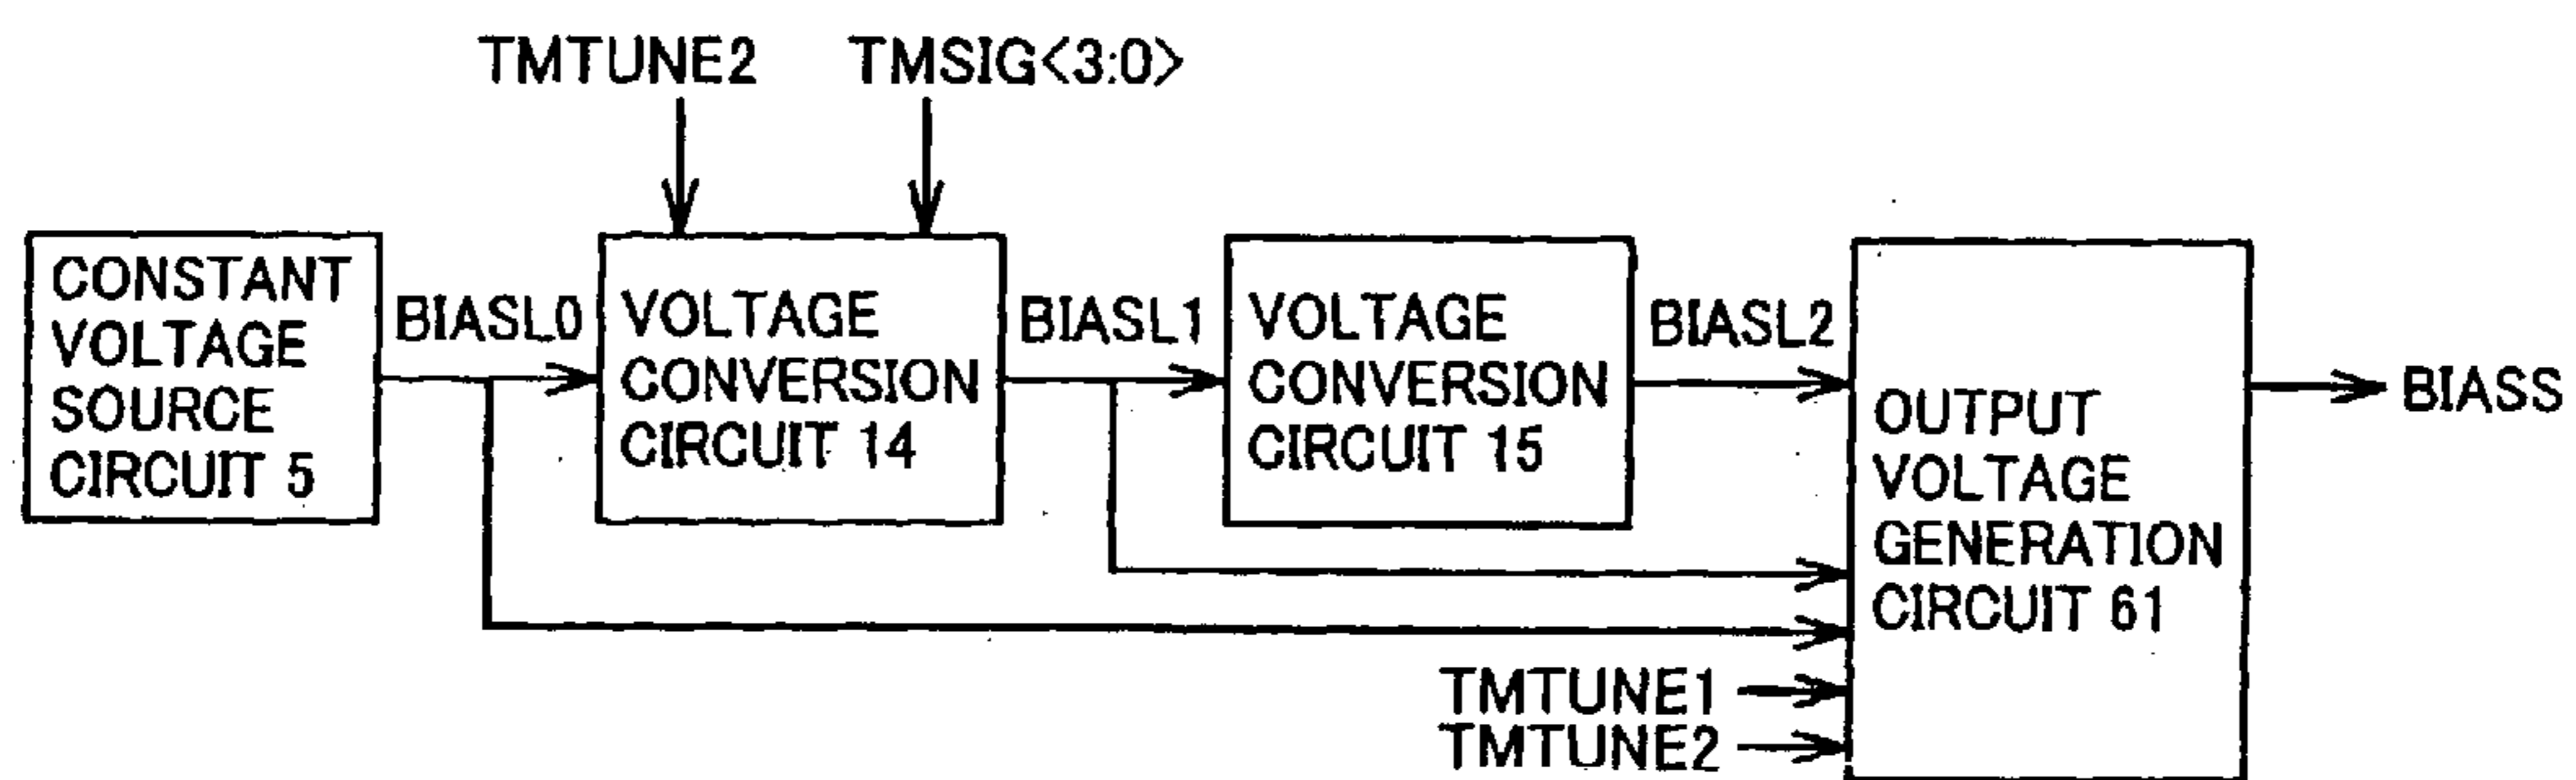 TMTUNE2
TMSIG<3:0>
CONSTANT
VOLTAGE
SOURCE
CIRCUIT 5
BIASL0
VOLTAGE
CONVERSION
CIRCUIT 14
BIASL1
VOLTAGE
CONVERSION
CIRCUIT 15
BIASL2
OUTPUT
VOLTAGE
GENERATION
CIRCUIT 61
BIASS
TMTUNE1
TMTUNE2